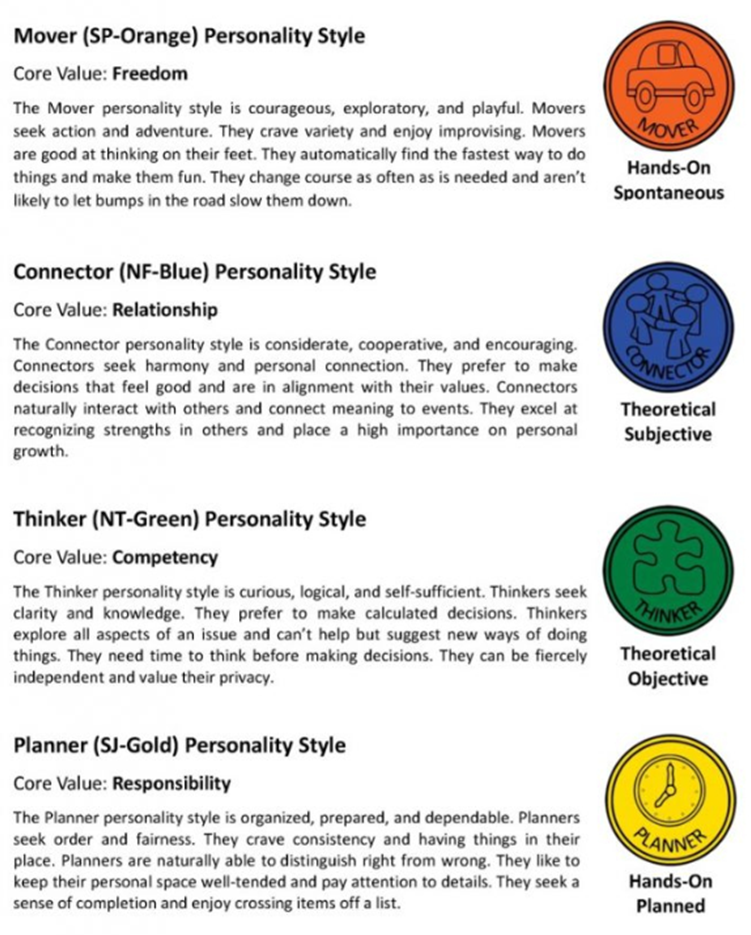 Mover (SP-Orange) Personality Style
Core Value: Freedom
The Mover personality style is courageous, exploratory, and playful. Movers
seek action and adventure. They crave variety and enjoy improvising. Movers
are good at thinking on their feet. They automatically find the fastest way to do
things and make them fun. They change course as often as is needed and aren't
likely to let bumps in the road slow them down.
MOVER
Hands-On
Spontaneous
Connector (NF-Blue) Personality Style
Core Value: Relationship
The Connector personality style is considerate, cooperative, and encouraging.
Connectors seek harmony and personal connection. They prefer to make
decisions that feel good and are in alignment with their values. Connectors
naturally interact with others and connect meaning to events. They excel at
recognizing strengths in others and place a high importance on personal
growth.
CONNECTOR
Theoretical
Subjective
Thinker (NT-Green) Personality Style
Core Value: Competency
The Thinker personality style is curious, logical, and self-sufficient. Thinkers seek
clarity and knowledge. They prefer to make calculated decisions. Thinkers
explore all aspects of an issue and can't help but suggest new ways of doing
things. They need time to think before making decisions. They can be fiercely
independent and value their privacy.
THINKER
Theoretical
Objective
Planner (SJ-Gold) Personality Style
Core Value: Responsibility
The Planner personality style is organized, prepared, and dependable. Planners
seek order and fairness. They crave consistency and having things in their
place. Planners are naturally able to distinguish right from wrong. They like to
keep their personal space well-tended and pay attention to details. They seek a
sense of completion and enjoy crossing items off a list.
PLANNER
Hands-On
Planned